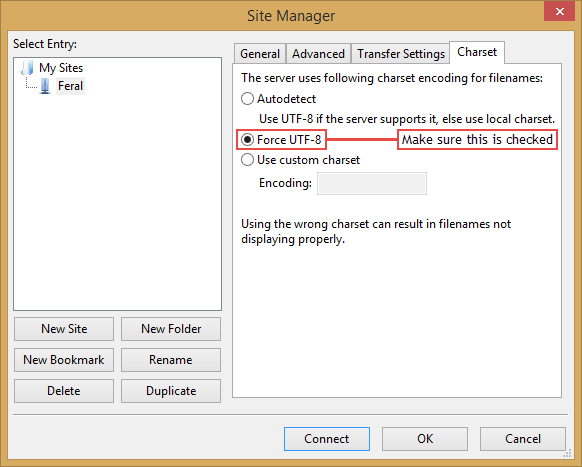 Site Manager
Select Entry:
My Sites
Feral
New Site
New Folder
New Bookmark
Rename
Delete
Duplicate
General
Advanced
Transfer Settings
Charset
The server uses following charset encoding for filenames:
Autodetect
Use UTF-8 if the server supports it, else use local charset.
Force UTF-8
Make sure this is checked
Use custom charset
Encoding:
Using the wrong charset can result in filenames not
displaying properly.
Connect
OK
Cancel